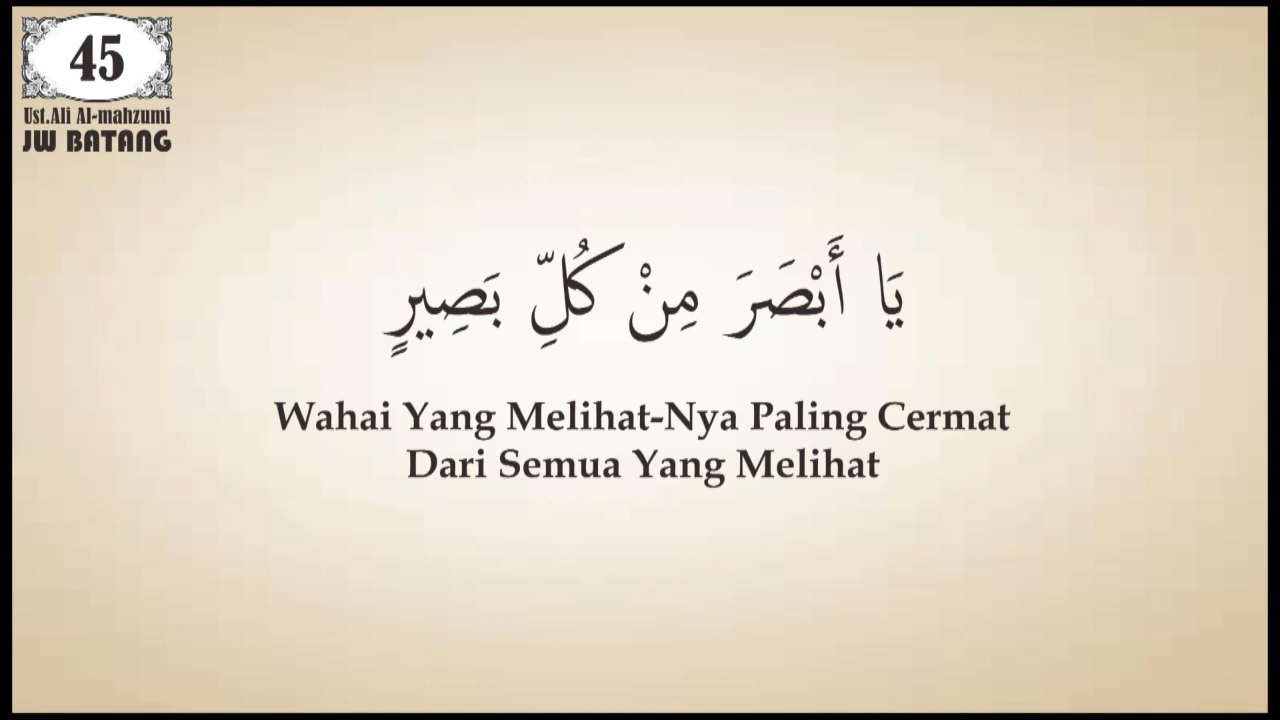 45
Ust.Ali Al-mahzumi
JW BATANG
يَا أَبْصَرَ مِنْ كُلِّ بَصِيرٍ
Wahai Yang Melihat-Nya Paling Cermat
Dari Semua Yang Melihat